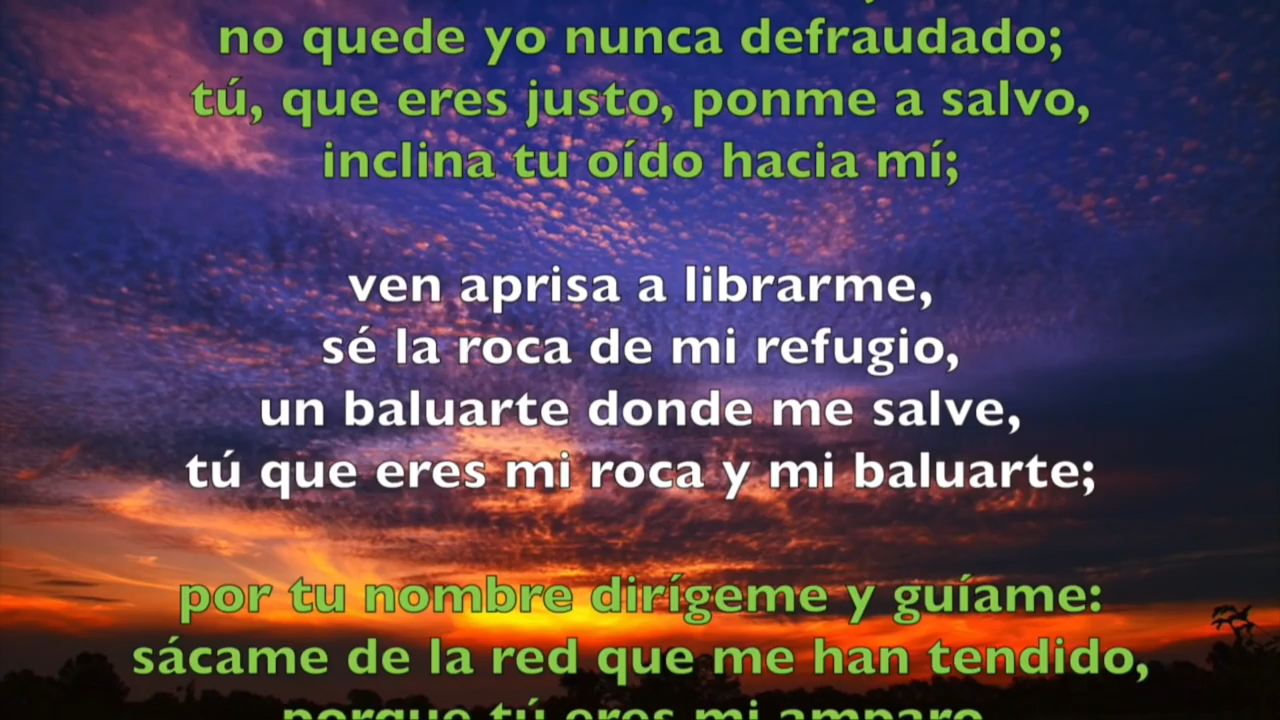 no quede yo nunca defraudado;
tú, que eres justo, ponme a salvo,
inclina tu oído hacia mí;
ven aprisa a librarme,
sé la roca de mi refugio,
un baluarte donde me salve,
tú que eres mi roca y mi baluarte;
por tu nombre dirígeme y guíame:
sácame de la red que me han tendido,
porque tú eres mi amparo